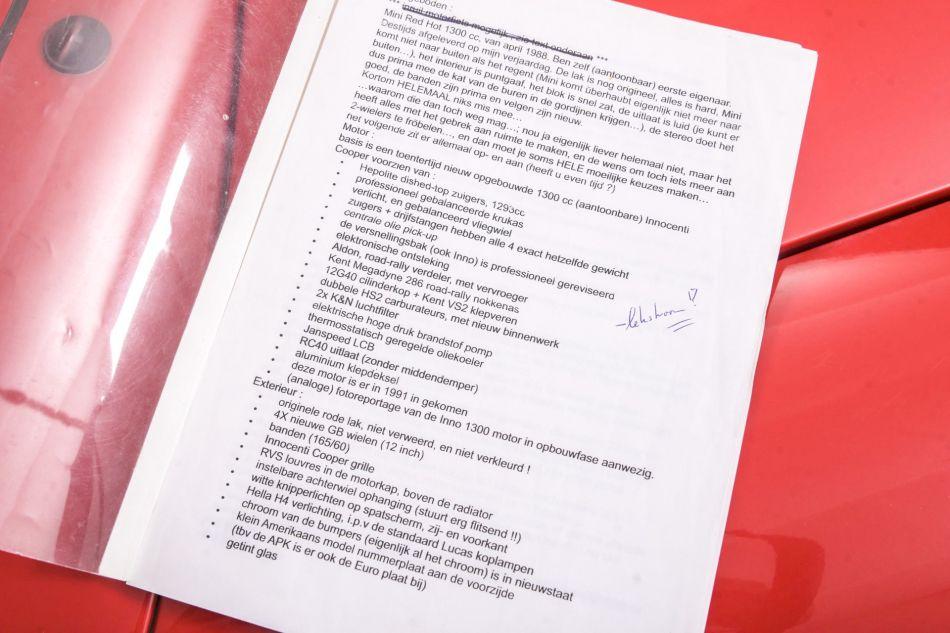 geboden :
*** inruil motorfiets mogelijk , zie text onderaan ***
Mini Red Hot 1300 cc, van april 1988. Ben zelf (aantoonbaar) eerste eigenaar.
Destijds afgeleverd op mijn verjaardag. De lak is nog origineel, alles is hard, Mini
komt niet naar buiten als het regent (Mini komt überhaubt eigenlijk niet meer naar
buiten…), het interieur is puntgaaf, het blok is snel zat, de uitlaat is luid (je kunt er
dus prima mee de kat van de buren in de gordijnen krijgen…), de stereo doet het
goed, de banden zijn prima en velgen zijn zijn nieuw.
Kortom HELEMAAL niks mis mee…
…waarom die dan toch weg mag…; nou ja eigenlijk liever helemaal niet, maar het
heeft alles met het gebrek aan ruimte te maken, en de wens om toch iets meer aan
2-wielers te fröbelen…, en dan moet je soms HELE moeilijke keuzes maken…
net volgende zit er allemaal op- en aan (heeft u even tijd ?)
Motor :
basis is een toentertijd nieuw opgebouwde 1300 cc (aantoonbare) Innocenti
Cooper voorzien van :
• Hepolite dished-top zuigers, 1293cc
• professioneel gebalanceerde krukas
• verlicht, en gebalanceerd vliegwiel
• zuigers + drijfstangen hebben alle 4 exact hetzelfde gewicht
• centrale olie pick-up
• de versnellingsbak (ook Inno) is professioneel gereviseerd
• elektronische ontsteking
• Aldon, road-rally verdeler, met vervroeger
• Kent Megadyne 286 road-rally nokkenas
• 12G40 cilinderkop + Kent VS2 klepveren
• dubbele HS2 carburateurs, met nieuw binnenwerk
• 2x K&N luchtfilter
• elektrische hoge druk brandstof pomp
• thermosstatisch geregelde oliekoeler
• Janspeed LCB
• RC40 uitlaat (zonder middendemper)
• aluminium klepdeksel
• deze motor is er in 1991 in gekomen
• (analoge) fotoreportage van de Inno 1300 motor in opbouwfase aanwezig.
Exterieur :
• originele rode lak, niet verweerd, en niet verkleurd !
• 4X nieuwe GB wielen (12 inch)
• banden (165/60)
• Innocenti Cooper grille
• RVS louvres in de motorkap, boven de radiator
• instelbare achterwiel ophanging (stuurt erg flitsend !!)
• witte knipperlichten op spatscherm, zij- en voorkant
• Hella H4 verlichting, i.p.v de standaard Lucas koplampen
• chroom van de bumpers (eigenlijk al het chroom) is in nieuwstaat
• klein Amerikaans model nummerplaat aan de voorzijde
(tbv de APK is er ook de Euro plaat bij)
• getint glas